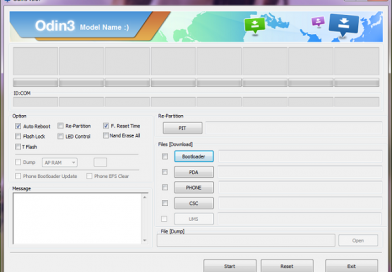 Odin3 Model Name :)
ID:COM
Option
Auto Reboot
Re-Partition
F. Reset Time
Flash Lock
LED Control
Nand Erase All
T Flash
Dump
AP RAM
Phone Bootloader Update
Phone EFS Clear
Message
Re-Partition
PIT
Files [Download]
Bootloader
PDA
PHONE
CSC
UMS
File [Dump]
Open
Start
Reset
Exit